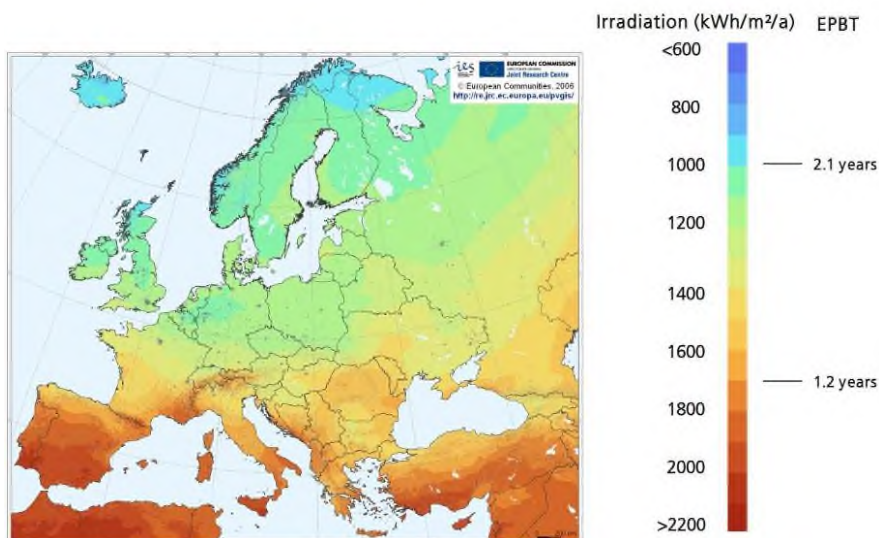 Irradiation (kWh/m²/a) EPBT
<600
800
1000 2.1 years
1200
1400
1600
1.2 years
1800
2000
>2200
ies EUROPEAN COMMISSION
Joint Research Centre
© European Communities, 2006
http://re.jrc.ec.europa.eu/pvgis/